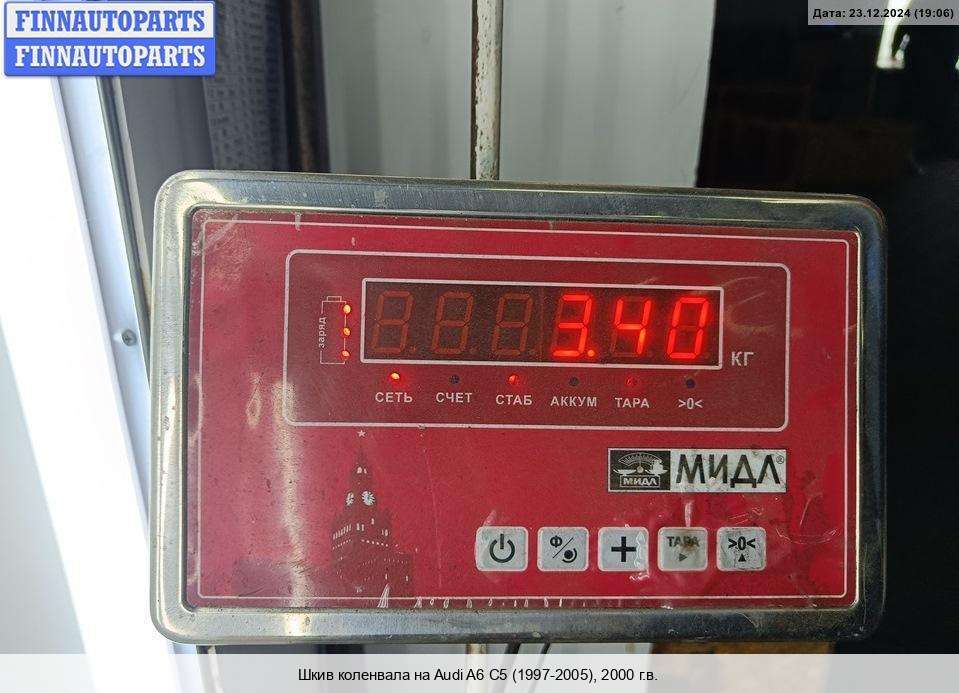 FINNAUTOPARTS
FINNAUTOPARTS
Дата: 23.12.2024 (19:06)
заряд
3.40
КГ
СЕТЬ СЧЕТ СТАБ АККУМ ТАРА >0<
МИДЛ МИДЛ®
Ф/ + ТАРА >0<
Шкив коленвала на Audi A6 C5 (1997-2005), 2000 г.в.